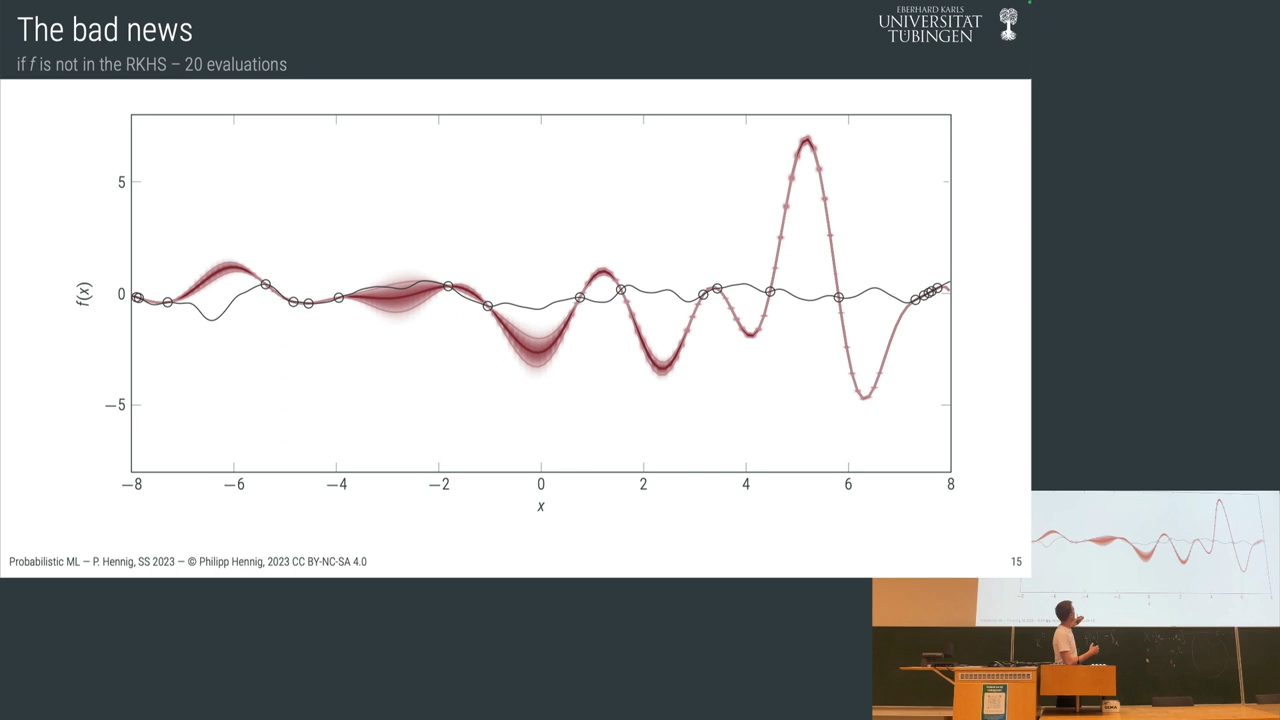 The bad news
if f is not in the RKHS – 20 evaluations
EBERHARD KARLS
UNIVERSITÄT
TÜBINGEN
f(x)
5
0
−5
−8
−6
−4
−2
0
2
4
6
8
x
Probabilistic ML — P. Hennig, SS 2023 — © Philipp Hennig, 2023 CC BY-NC-SA 4.0
15